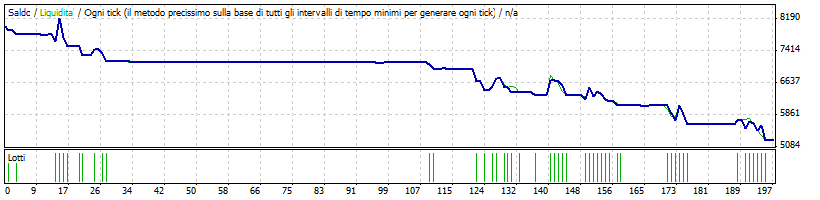 Saldo / Liquidita` / Ogni tick (il metodo precissimo sulla base di tutti gli intervalli di tempo minimi per generare ogni tick) / n/a
8190
7414
6637
5861
5084
Lotti
0 9 17 26 34 42 50 58 66 75 83 91 99 107 115 124 132 140 148 156 165 173 181 189 197